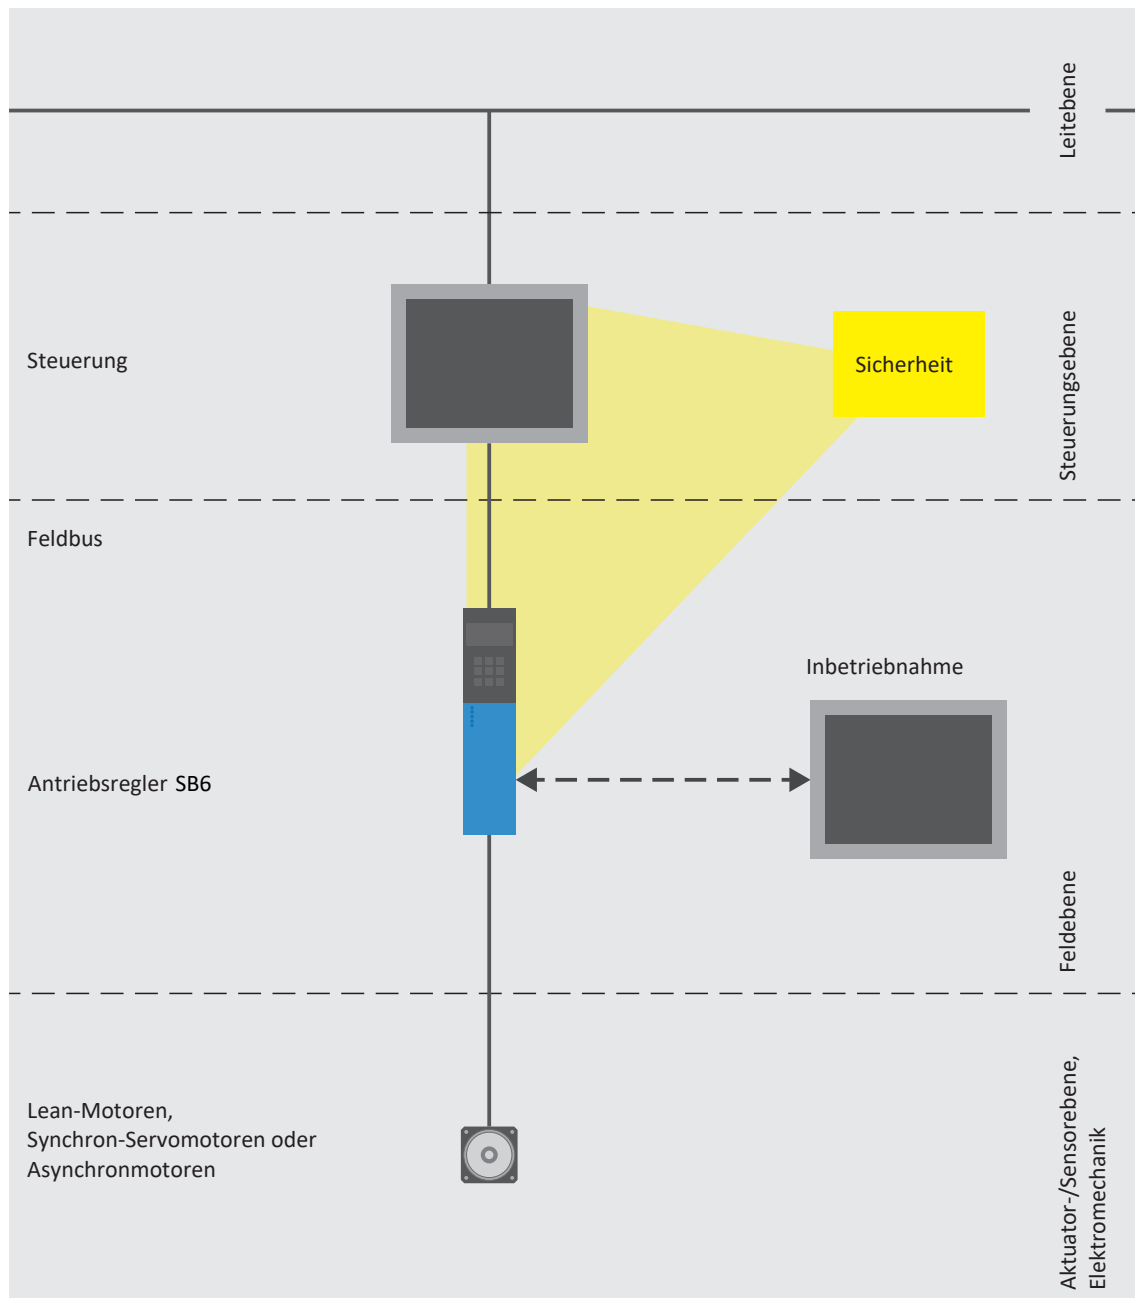 Leitebene
Steuerung
Sicherheit
Steuerungsebene
Feldbus
Inbetriebnahme
Antriebsregler SB6
Feldebene
Lean-Motoren,
Synchron-Servomotoren oder
Asynchronmotoren
Aktuator-/Sensorebene,
Elektromechanik